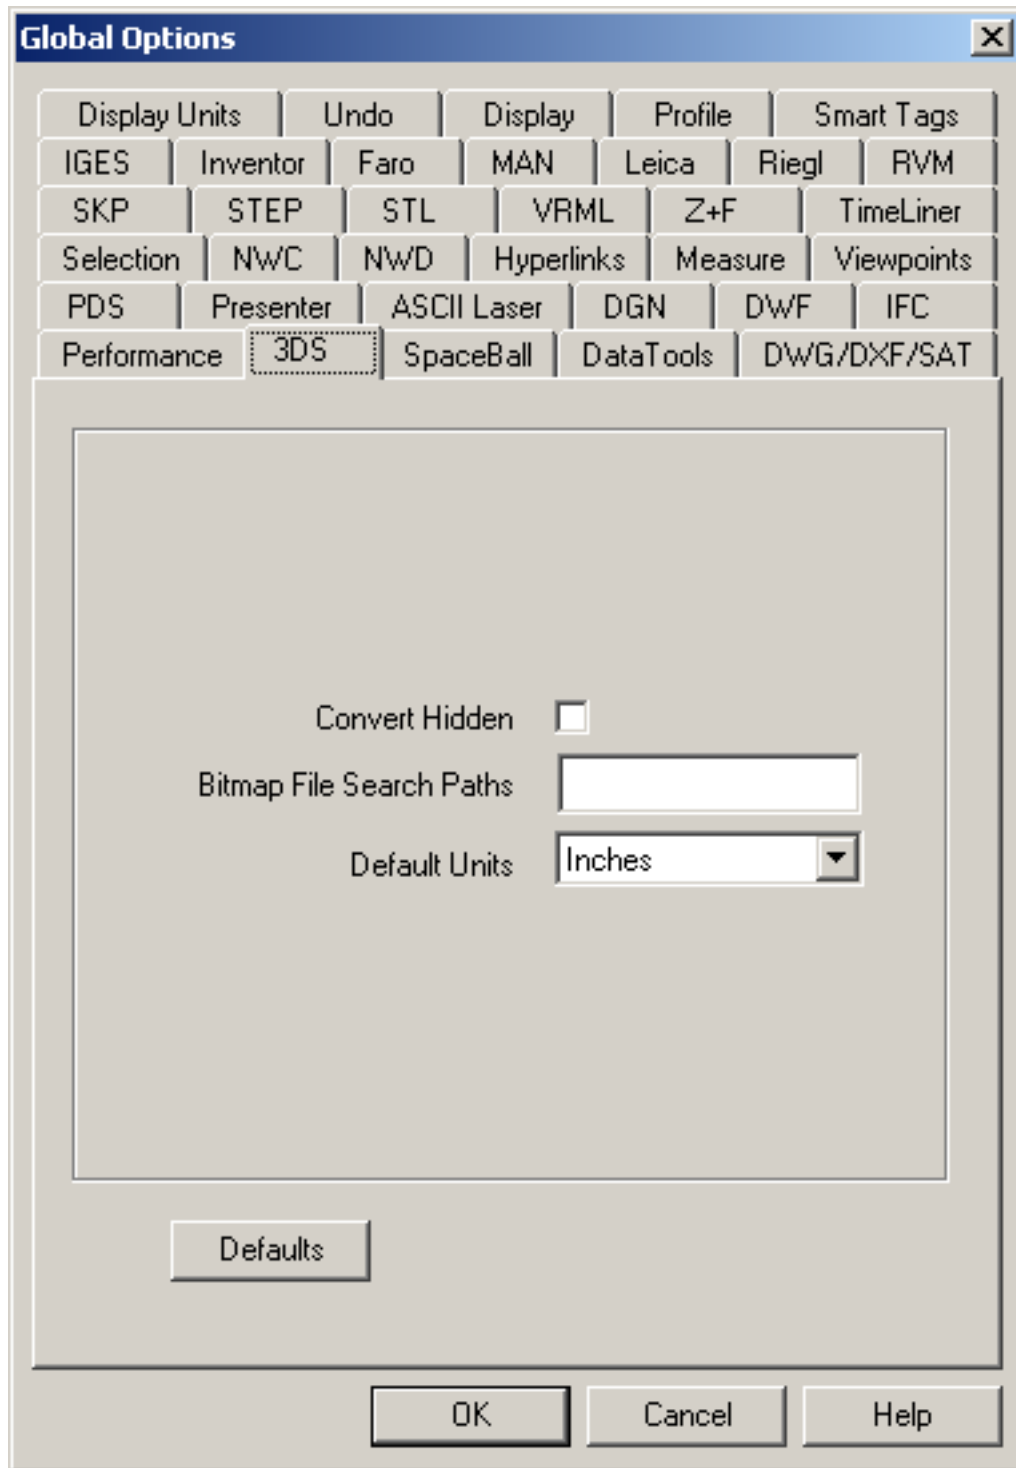 Global Options
Display Units Undo Display Profile Smart Tags
IGES Inventor Faro MAN Leica Riegl RVM
SKP STEP STL VRML Z+F TimeLiner
Selection NWC NWD Hyperlinks Measure Viewpoints
PDS Presenter ASCII Laser DGN DWF IFC
Performance 3DS SpaceBall DataTools DWG/DXF/SAT
Convert Hidden
Bitmap File Search Paths
Default Units Inches
Defaults
OK Cancel Help